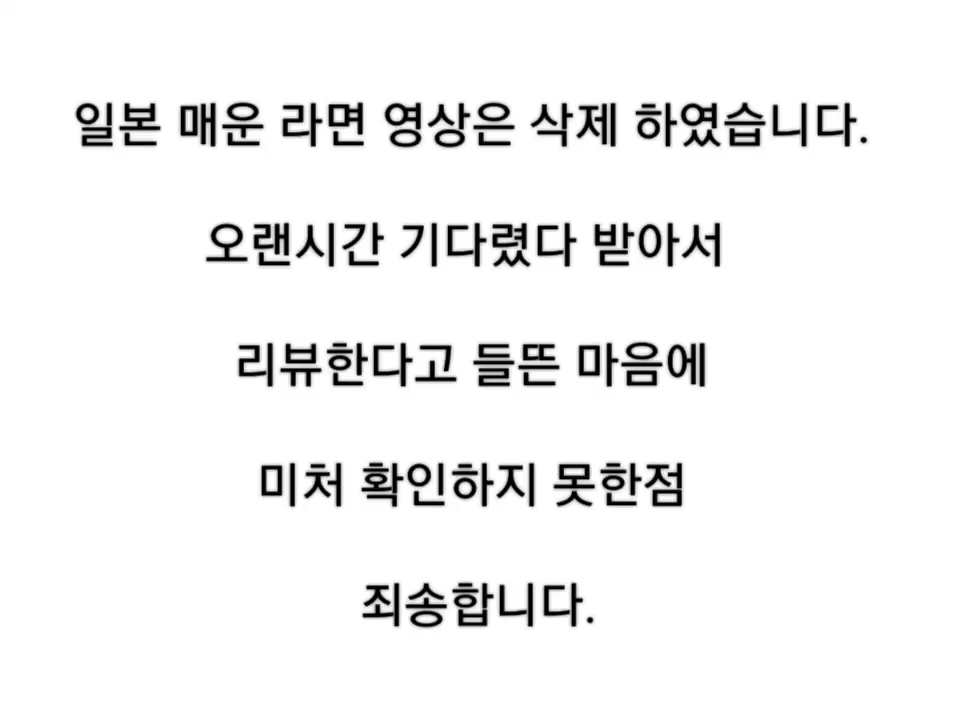 일본 매운 라면 영상은 삭제 하였습니다.
오랜시간 기다렸다 받아서
리뷰한다고 들뜬 마음에
미처 확인하지 못한점
죄송합니다.